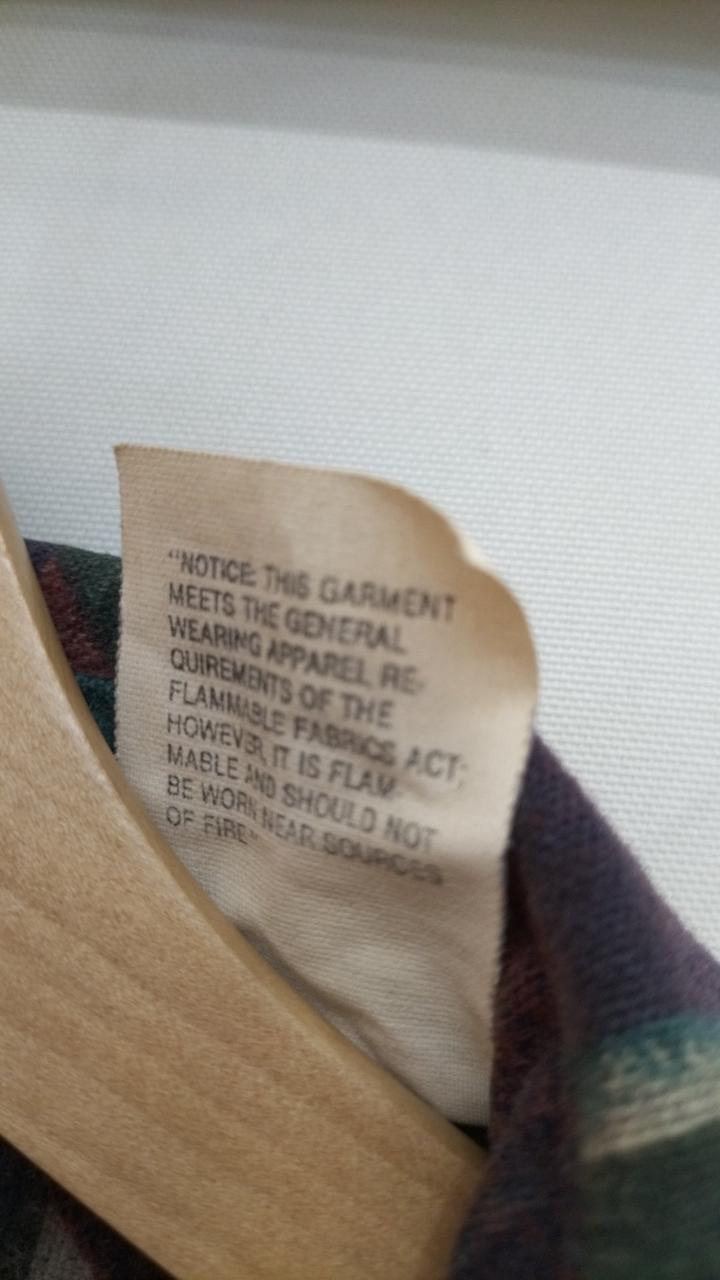 “NOTICE: THIS GARMENT
MEETS THE GENERAL
WEARING APPAREL RE-
QUIREMENTS OF THE
FLAMMABLE FABRICS ACT;
HOWEVER, IT IS FLAM-
MABLE AND SHOULD NOT
BE WORN NEAR SOURCES
OF FIRE”